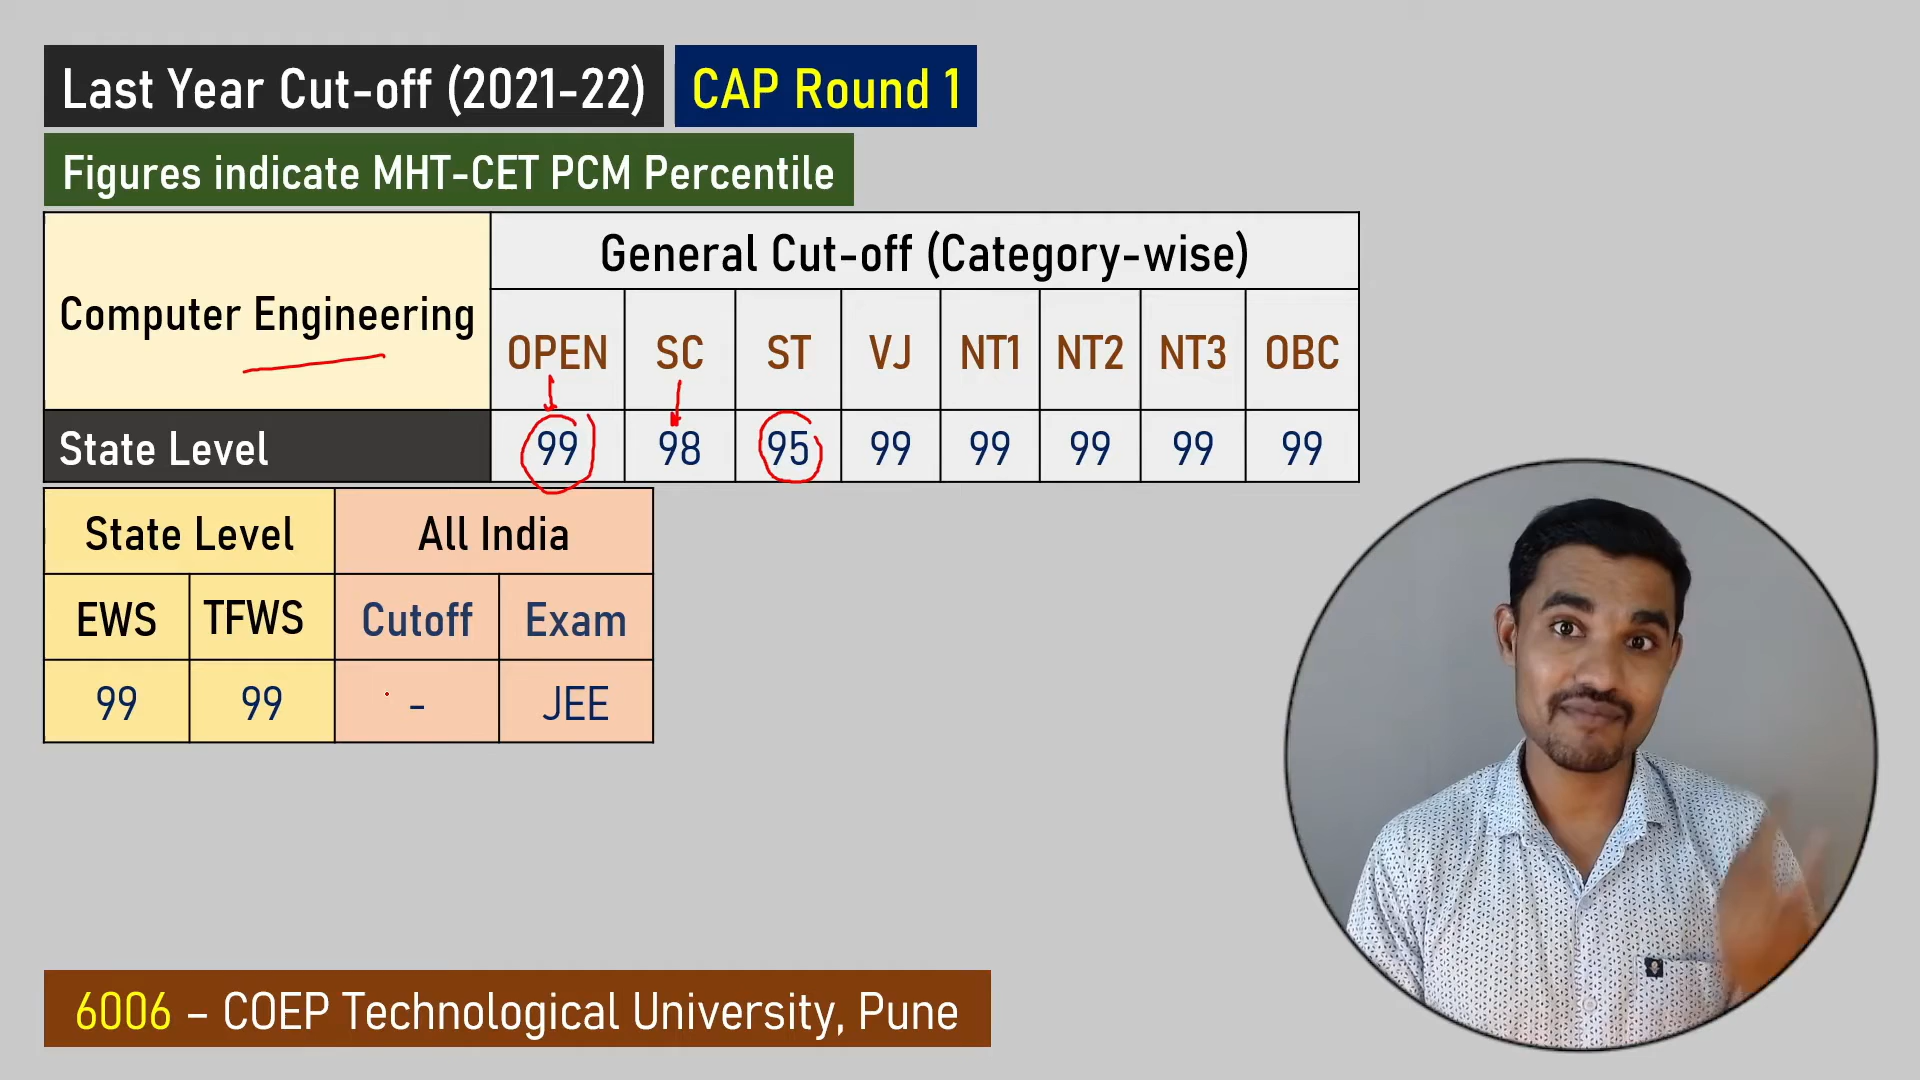 Last Year Cut-off (2021-22) CAP Round 1
Figures indicate MHT-CET PCM Percentile
General Cut-off (Category-wise)
Computer Engineering
OPEN SC ST VJ NT1 NT2 NT3 OBC
State Level 99 98 95 99 99 99 99 99
State Level All India
EWS TFWS Cutoff Exam
99 99 - JEE
6006 – COEP Technological University, Pune